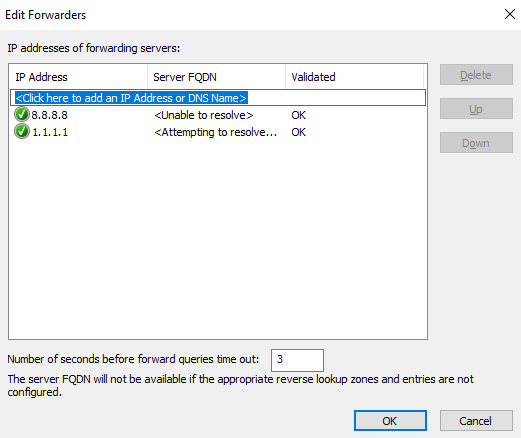 Edit Forwarders
IP addresses of forwarding servers:
IP Address Server FQDN Validated
<Click here to add an IP Address or DNS Name>
8.8.8.8 <Unable to resolve> OK
1.1.1.1 <Attempting to resolve... OK
Delete
Up
Down
Number of seconds before forward queries time out: 3
The server FQDN will not be available if the appropriate reverse lookup zones and entries are not
configured.
OK Cancel